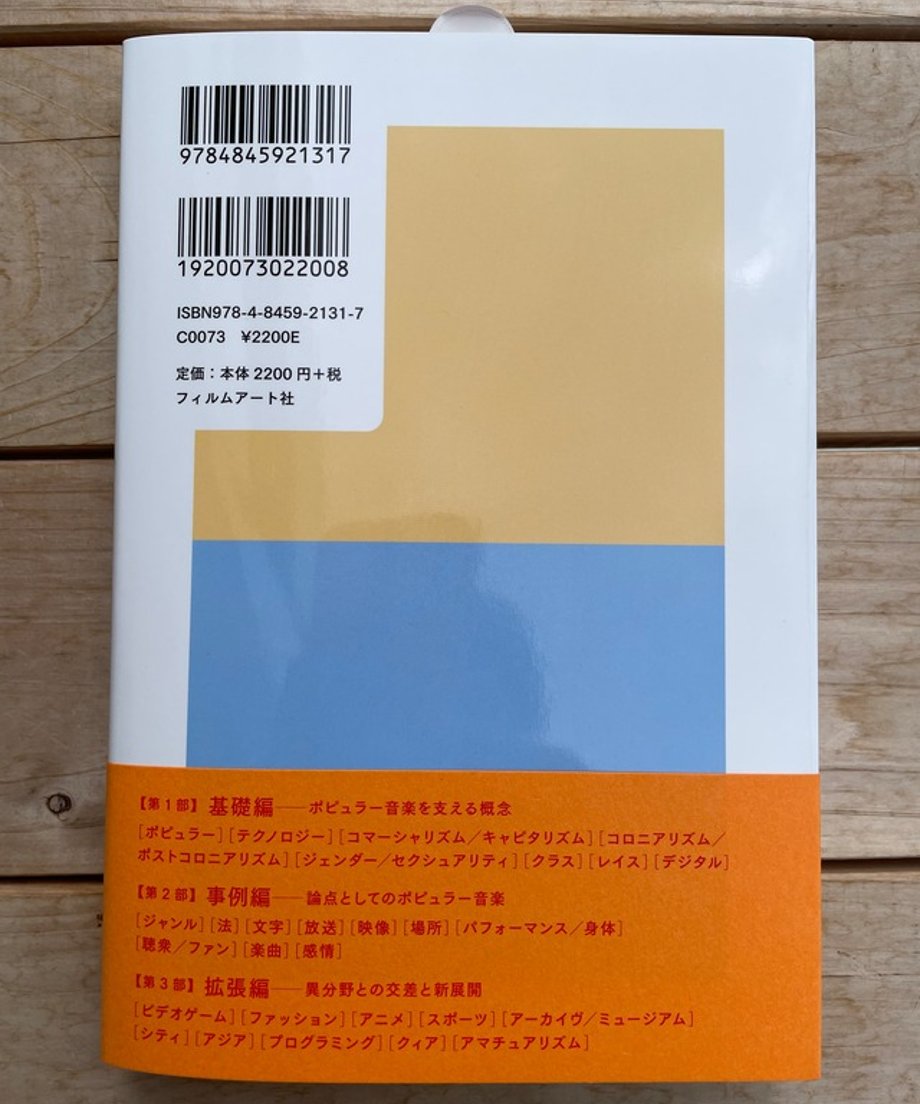 9784845921317
1920073022008
ISBN978-4-8459-2131-7
C0073 ¥2200E
定価：本体2200円＋税
フィルムアート社
【第1部】基礎編──ポピュラー音楽を支える概念
［ポピュラー］［テクノロジー］［コマーシャリズム／キャピタリズム］［コロニアリズム／
ポストコロニアリズム］［ジェンダー／セクシュアリティ］［クラス］［レイス］［デジタル］
【第2部】事例編──論点としてのポピュラー音楽
［ジャンル］［法］［文字］［放送］［映像］［場所］［パフォーマンス／身体］
［聴衆／ファン］［楽曲］［感情］
【第3部】拡張編──異分野との交差と新展開
［ビデオゲーム］［ファッション］［アニメ］［スポーツ］［アーカイヴ／ミュージアム］
［シティ］［アジア］［プログラミング］［クィア］［アマチュアリズム］